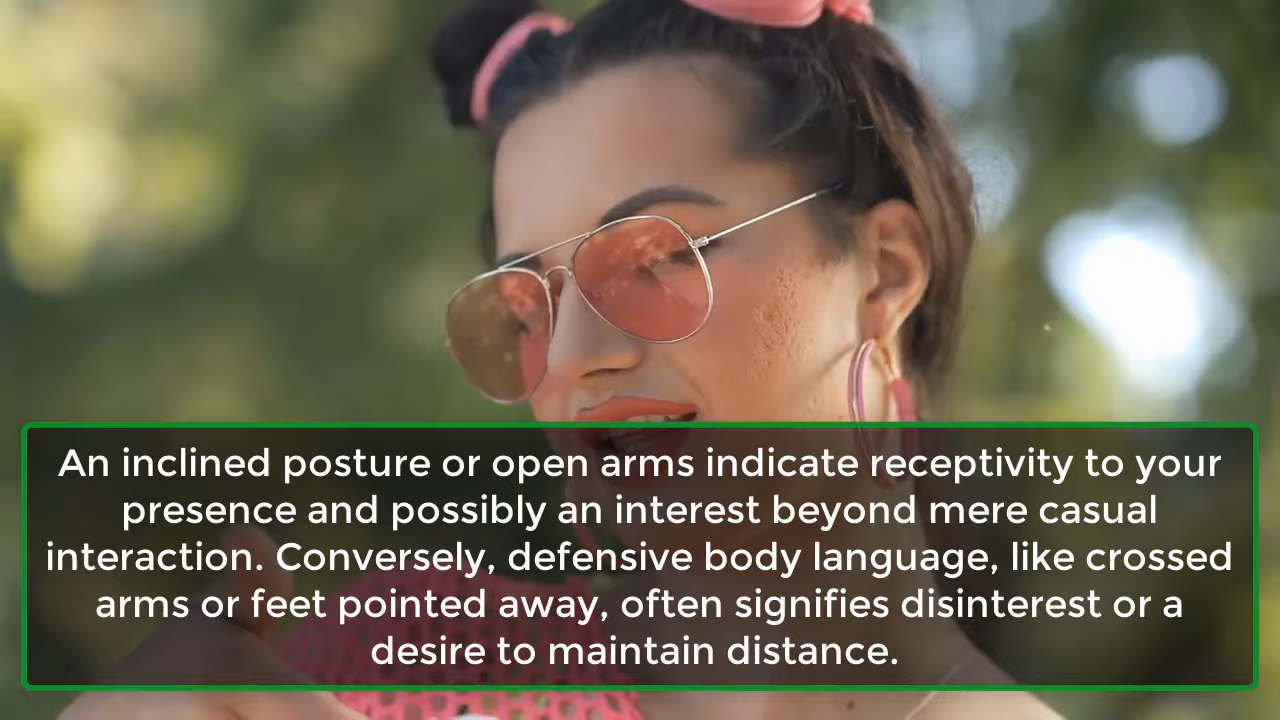 An inclined posture or open arms indicate receptivity to your
presence and possibly an interest beyond mere casual
interaction. Conversely, defensive body language, like crossed
arms or feet pointed away, often signifies disinterest or a
desire to maintain distance.